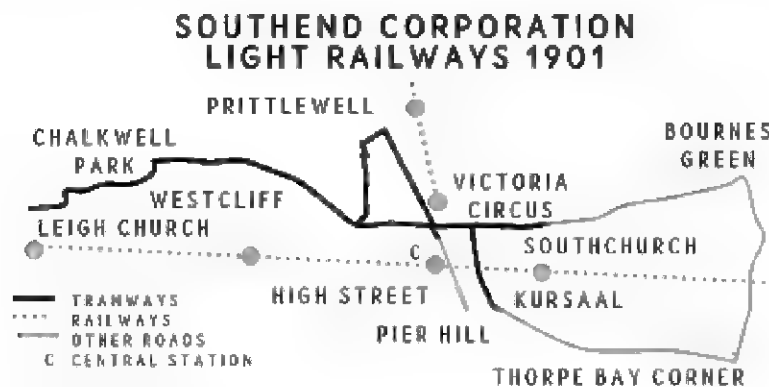 SOUTHEND CORPORATION
LIGHT RAILWAYS 1901
PRITTLEWELL
CHALKWELL
PARK
BOURNES
GREEN
WESTCLIFF
VICTORIA
CIRCUS
LEIGH CHURCH
SOUTHCHURCH
C
HIGH STREET
KURSAAL
PIER HILL
THORPE BAY CORNER
TRAMWAYS
RAILWAYS
OTHER ROADS
C CENTRAL STATION